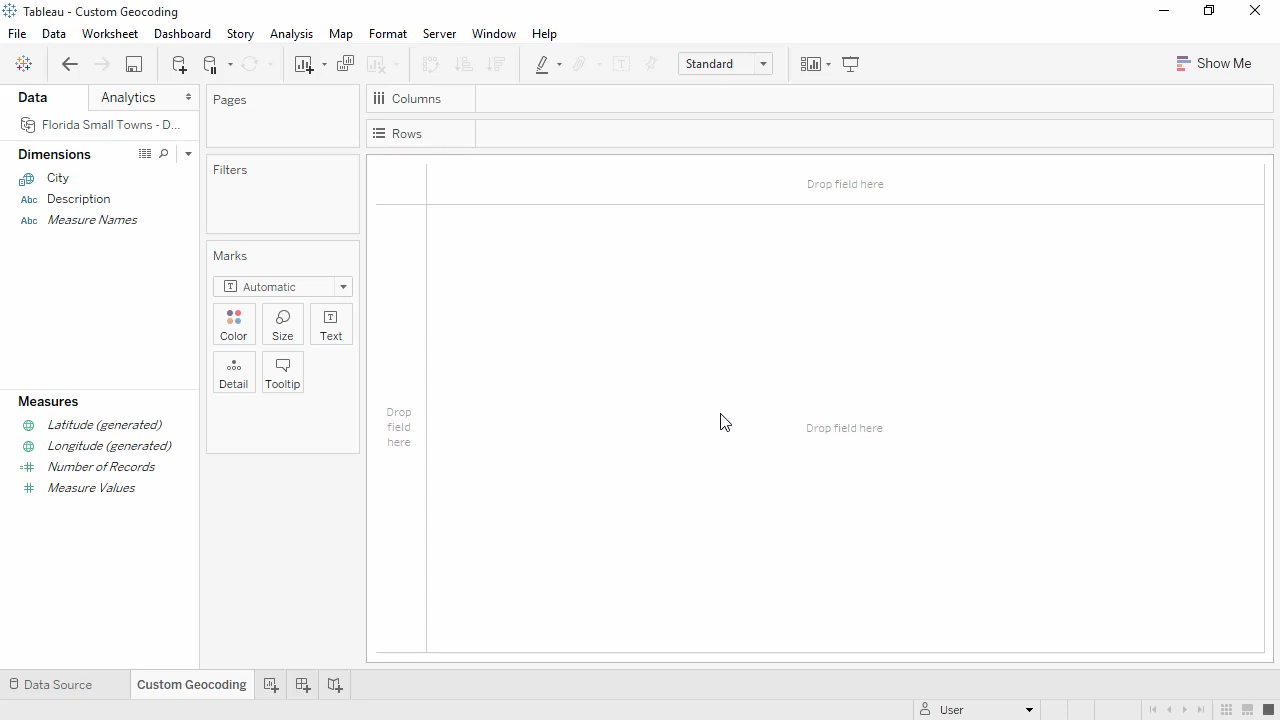 Tableau - Custom Geocoding
File Data Worksheet Dashboard Story Analysis Map Format Server Window Help
Standard
Show Me
Data Analytics
Florida Small Towns - D...
Dimensions
City
Abc Description
Abc Measure Names
Measures
Latitude (generated)
Longitude (generated)
Number of Records
Measure Values
Pages
Filters
Marks
Automatic
Color Size Text
Detail Tooltip
Columns
Rows
Drop field here
Drop
field
here
Drop field here
Data Source Custom Geocoding
User